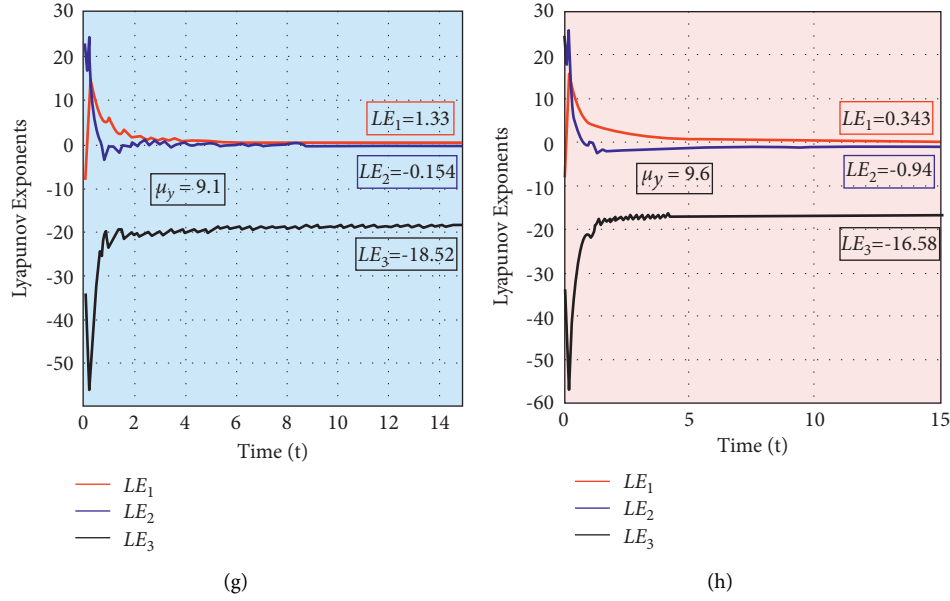 30
20
10
0
-10
-20
-30
-40
-50
Lyapunov Exponents
LE1=1.33
LE2=-0.154
μy = 9.1
LE3=-18.52
0 2 4 6 8 10 12 14
Time (t)
LE1
LE2
LE3
(g)
30
20
10
0
-10
-20
-30
-40
-50
-60
Lyapunov Exponents
LE1=0.343
LE2=-0.94
μy = 9.6
LE3=-16.58
0 5 10 15
Time (t)
LE1
LE2
LE3
(h)